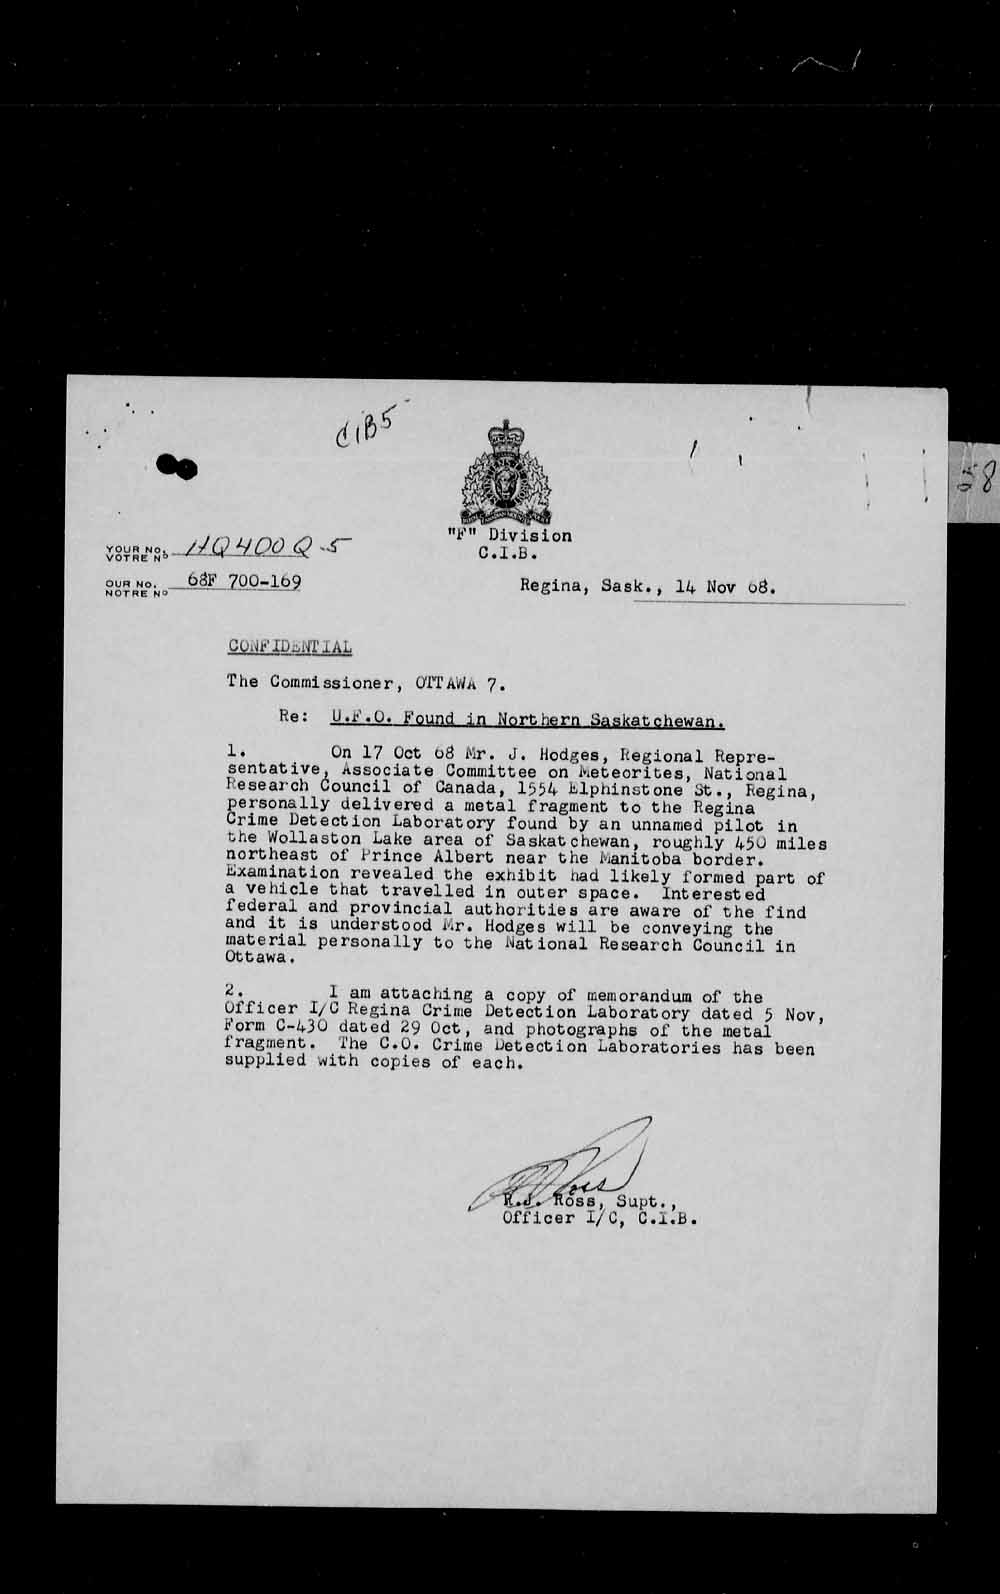 CIB5
58
"F" Division
C.I.B.
YOUR NO. HQ 400 Q-5
VOTRE NO
OUR NO. 68F 700-169
NOTRE NO
Regina, Sask., 14 Nov 68.
CONFIDENTIAL
The Commissioner, OTTAWA 7.
Re: U.F.O. Found in Northern Saskatchewan.
1. On 17 Oct 68 Mr. J. Hodges, Regional Repre-
sentative, Associate Committee on Meteorites, National
Research Council of Canada, 1554 Elphinstone St., Regina,
personally delivered a metal fragment to the Regina
Crime Detection Laboratory found by an unnamed pilot in
the Wollaston Lake area of Saskatchewan, roughly 450 miles
northeast of Prince Albert near the Manitoba border.
Examination revealed the exhibit had likely formed part of
a vehicle that travelled in outer space. Interested
federal and provincial authorities are aware of the find
and it is understood Mr. Hodges will be conveying the
material personally to the National Research Council in
Ottawa.
2. I am attaching a copy of memorandum of the
Officer I/C Regina Crime Detection Laboratory dated 5 Nov,
Form C-430 dated 29 Oct, and photographs of the metal
fragment. The C.O. Crime Detection Laboratories has been
supplied with copies of each.
R.J. Ross, Supt.,
Officer I/C, C.I.B.